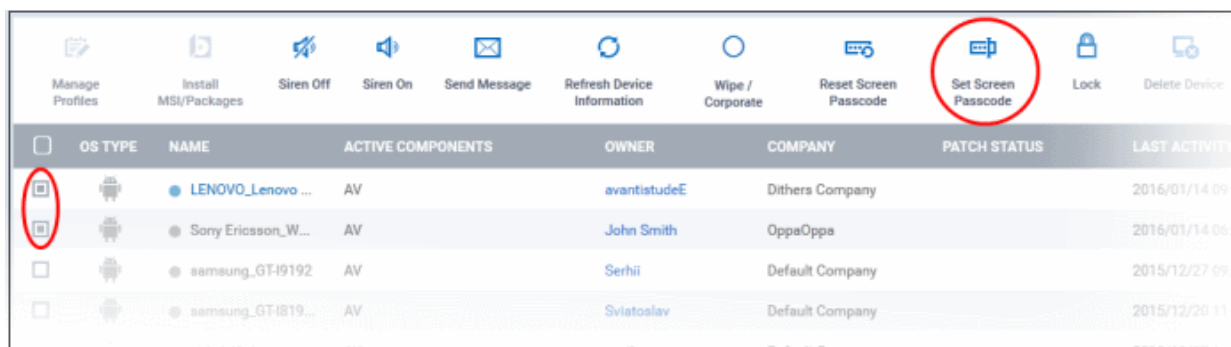 Manage Profiles
Install MSI/Packages
Siren Off
Siren On
Send Message
Refresh Device Information
Wipe / Corporate
Reset Screen Passcode
Set Screen Passcode
Lock
Delete Device
OS TYPE NAME ACTIVE COMPONENTS OWNER COMPANY PATCH STATUS LAST ACTIVITY
LENOVO_Lenovo ... AV avantistudeE Dithers Company 2016/01/14 09
Sony Ericsson_W... AV John Smith OppaOppa 2016/01/14 06
samsung_GT-I9192 AV Serhii Default Company 2015/12/27 09
samsung_GT-I819... AV Sviatoslav Default Company 2015/12/20 11